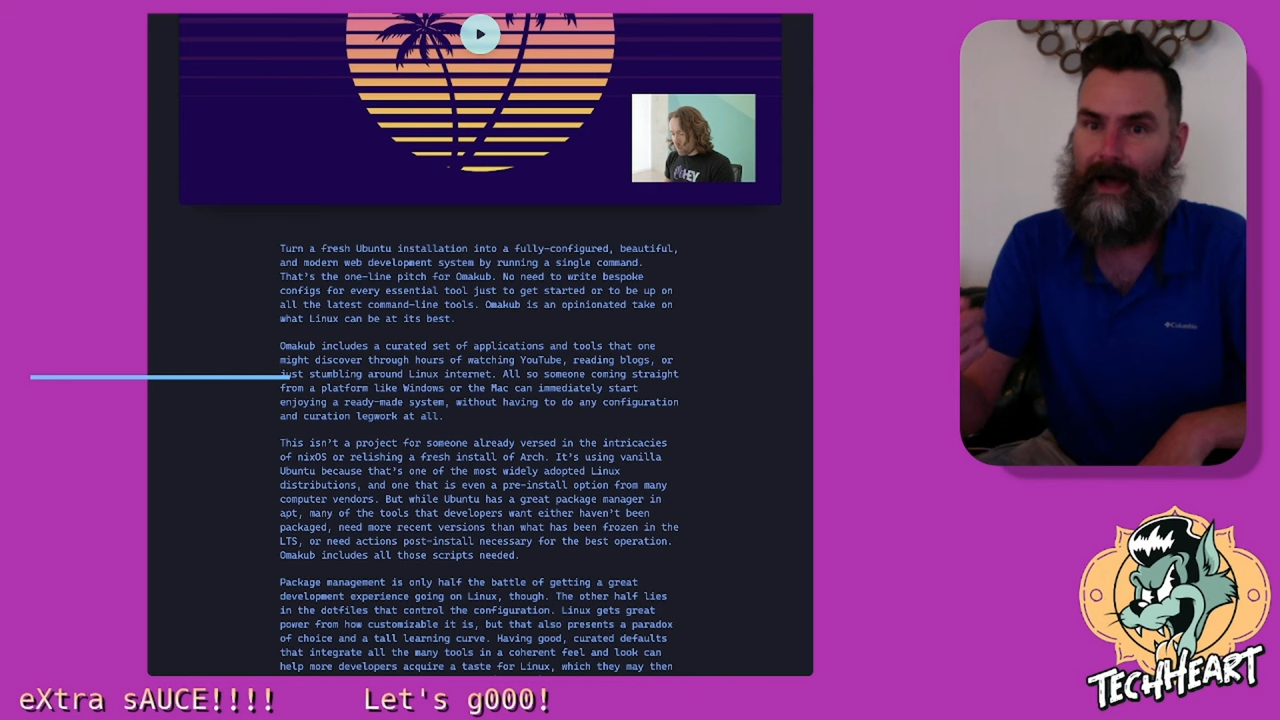 HEY
Turn a fresh Ubuntu installation into a fully-configured, beautiful,
and modern web development system by running a single command.
That's the one-line pitch for Omakub. No need to write bespoke
configs for every essential tool just to get started or to be up on
all the latest command-line tools. Omakub is an opinionated take on
what Linux can be at its best.
Omakub includes a curated set of applications and tools that one
might discover through hours of watching YouTube, reading blogs, or
just stumbling around Linux internet. All so someone coming straight
from a platform like Windows or the Mac can immediately start
enjoying a ready-made system, without having to do any configuration
and curation legwork at all.
This isn't a project for someone already versed in the intricacies
of nixOS or relishing a fresh install of Arch. It's using vanilla
Ubuntu because that's one of the most widely adopted Linux
distributions, and one that is even a pre-install option from many
computer vendors. But while Ubuntu has a great package manager in
apt, many of the tools that developers want either haven't been
packaged, need more recent versions than what has been frozen in the
LTS, or need actions post-install necessary for the best operation.
Omakub includes all those scripts needed.
Package management is only half the battle of getting a great
development experience going on Linux, though. The other half lies
in the dotfiles that control the configuration. Linux gets great
power from how customizable it is, but that also presents a paradox
of choice and a tall learning curve. Having good, curated defaults
that integrate all the many tools in a coherent feel and look can
help more developers acquire a taste for Linux, which they may then
Columbia
TECHHEART
eXtra sAUCE!!!! Let's g000!